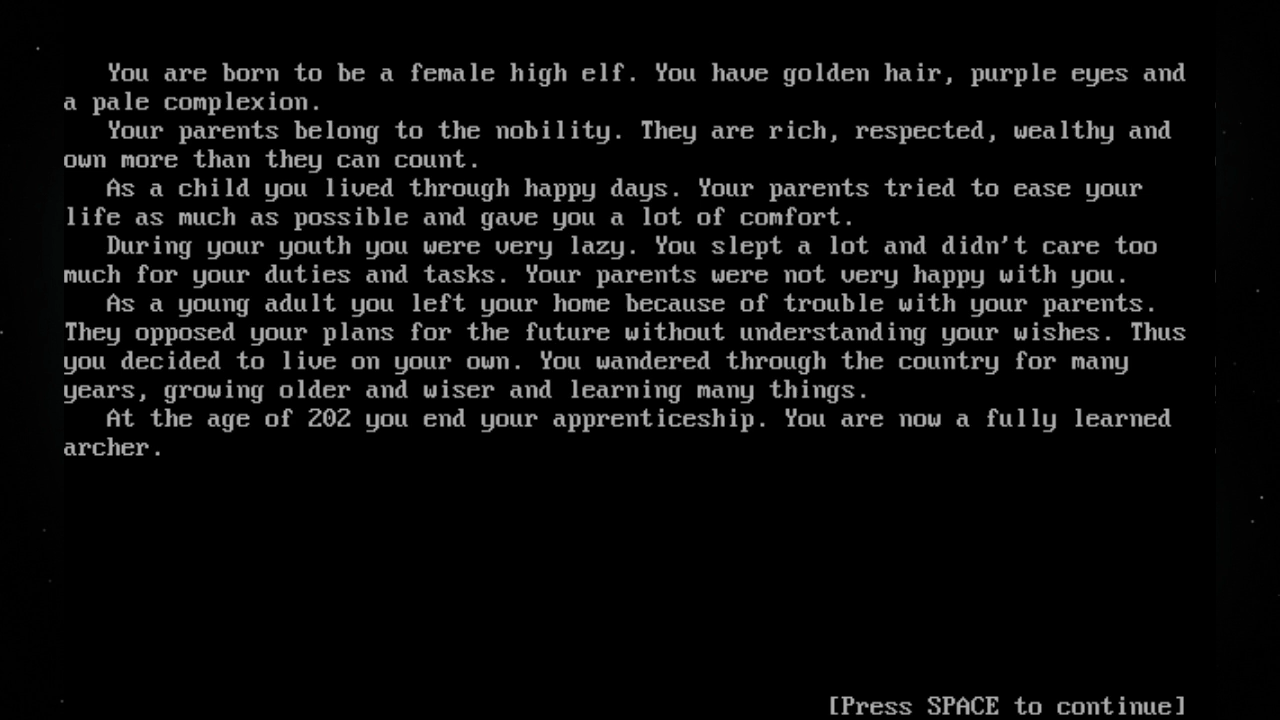 You are born to be a female high elf. You have golden hair, purple eyes and
a pale complexion.
Your parents belong to the nobility. They are rich, respected, wealthy and
own more than they can count.
As a child you lived through happy days. Your parents tried to ease your
life as much as possible and gave you a lot of comfort.
During your youth you were very lazy. You slept a lot and didn't care too
much for your duties and tasks. Your parents were not very happy with you.
As a young adult you left your home because of trouble with your parents.
They opposed your plans for the future without understanding your wishes. Thus
you decided to live on your own. You wandered through the country for many
years, growing older and wiser and learning many things.
At the age of 202 you end your apprenticeship. You are now a fully learned
archer.
[Press SPACE to continue]